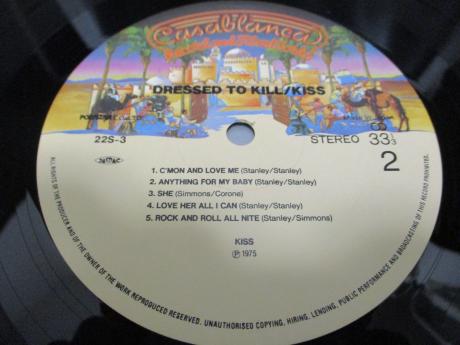 Casablanca
DRESSED TO KILL/KISS
22S-3
STEREO 33⅓
2
1. C'MON AND LOVE ME (Stanley/Stanley)
2. ANYTHING FOR MY BABY (Stanley/Stanley)
3. SHE (Simmons/Corone)
4. LOVE HER ALL I CAN (Stanley/Stanley)
5. ROCK AND ROLL ALL NITE (Stanley/Simmons)
KISS
Ⓟ1975
ALL RIGHTS OF THE PRODUCER AND OF THE OWNER OF THE WORK REPRODUCED RESERVED. UNAUTHORISED COPYING, HIRING, LENDING, PUBLIC PERFORMANCE AND BROADCASTING OF THIS RECORD PROHIBITED.